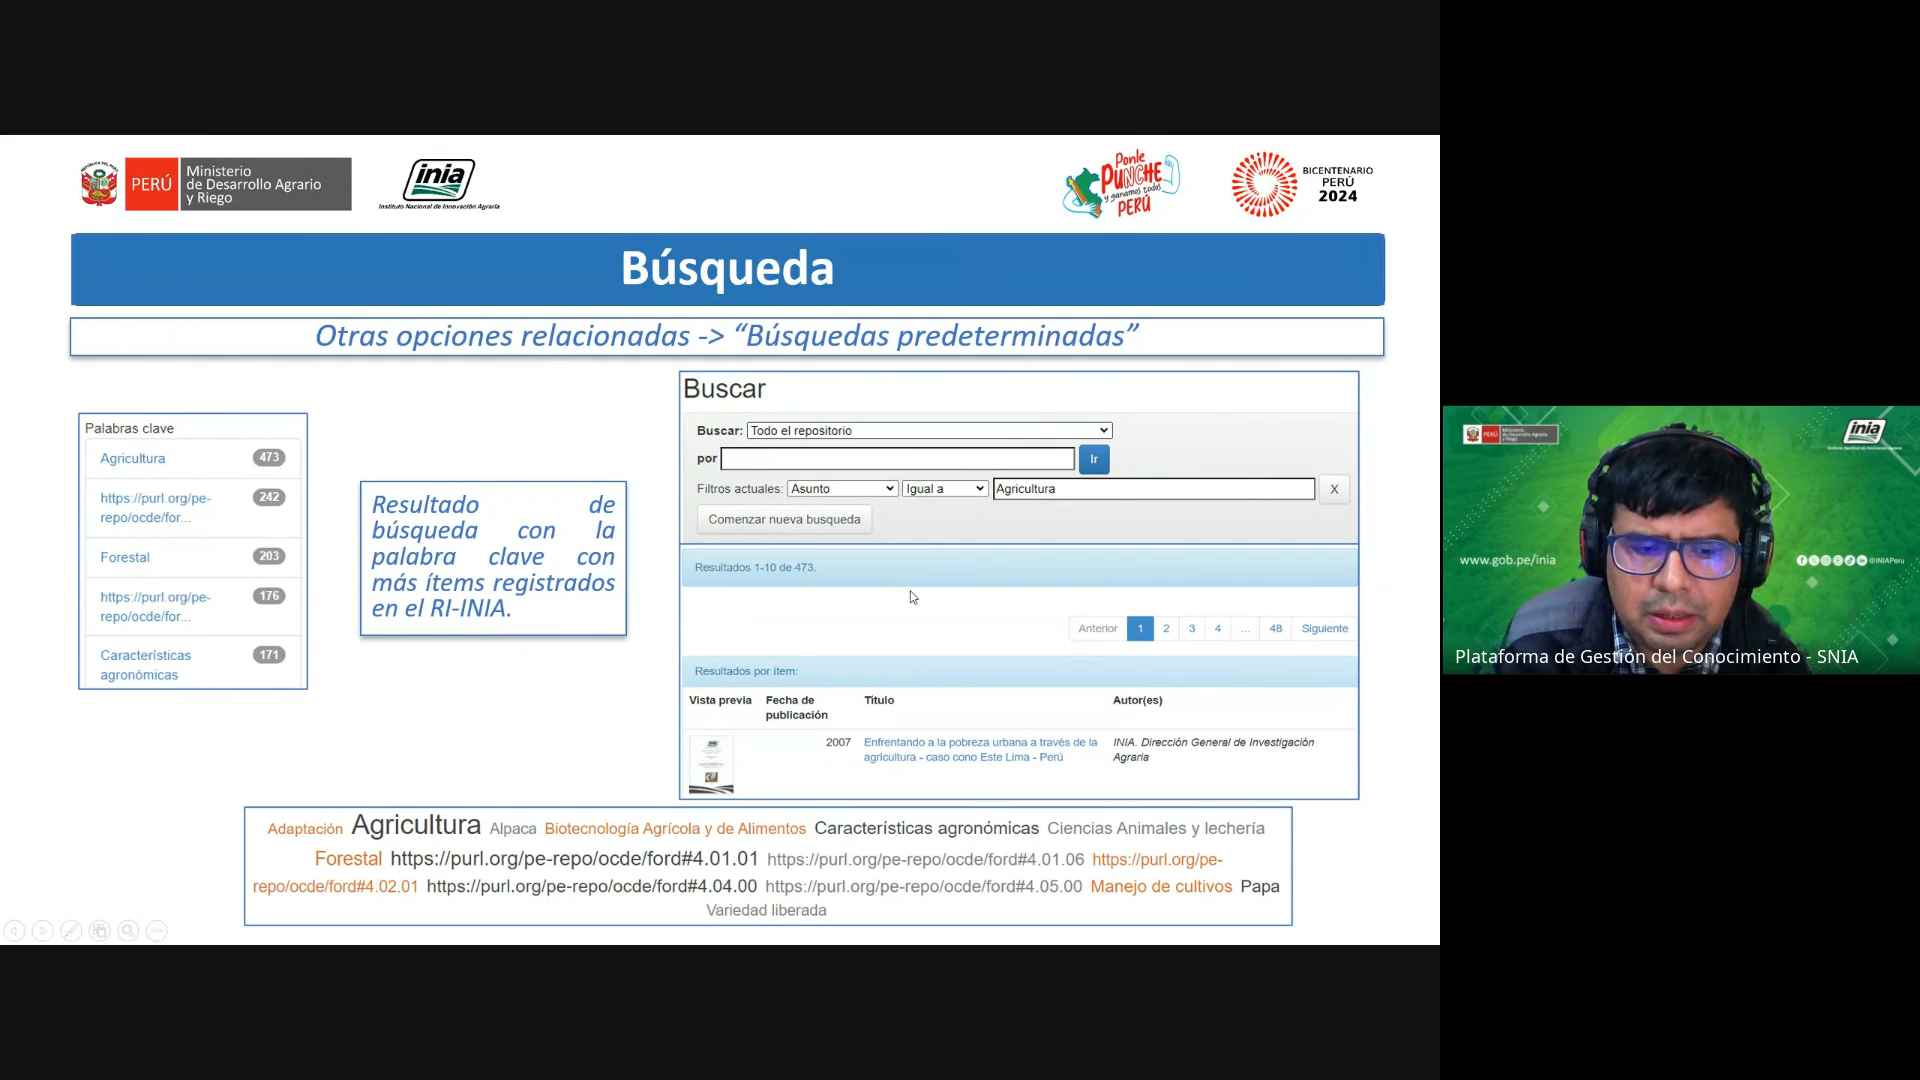 PERÚ
Ministerio
de Desarrollo Agrario
y Riego
inia
Instituto Nacional de Innovación Agraria
Ponle
PUNCHE
y ganamos todos
PERÚ
BICENTENARIO
PERÚ
2024
Búsqueda
Otras opciones relacionadas -> “Búsquedas predeterminadas”
Palabras clave
Agricultura 473
https://purl.org/pe- 242
repo/ocde/for...
Forestal 203
https://purl.org/pe- 176
repo/ocde/for...
Características 171
agronómicas
Resultado de
búsqueda con la
palabra clave con
más ítems registrados
en el RI-INIA.
Buscar
Buscar: Todo el repositorio
por Ir
Filtros actuales: Asunto Igual a Agricultura X
Comenzar nueva busqueda
Resultados 1-10 de 473.
Anterior 1 2 3 4 ... 48 Siguiente
Resultados por ítem:
Vista previa Fecha de Título Autor(es)
publicación
2007 Enfrentando a la pobreza urbana a través de la INIA. Dirección General de Investigación
agricultura - caso cono Este Lima - Perú Agraria
Adaptación Agricultura Alpaca Biotecnología Agrícola y de Alimentos Características agronómicas Ciencias Animales y lechería
Forestal https://purl.org/pe-repo/ocde/ford#4.01.01 https://purl.org/pe-repo/ocde/ford#4.01.06 https://purl.org/pe-
repo/ocde/ford#4.02.01 https://purl.org/pe-repo/ocde/ford#4.04.00 https://purl.org/pe-repo/ocde/ford#4.05.00 Manejo de cultivos Papa
Variedad liberada
PERÚ
inia
www.gob.pe/inia
@INIAPeru
Plataforma de Gestión del Conocimiento - SNIA